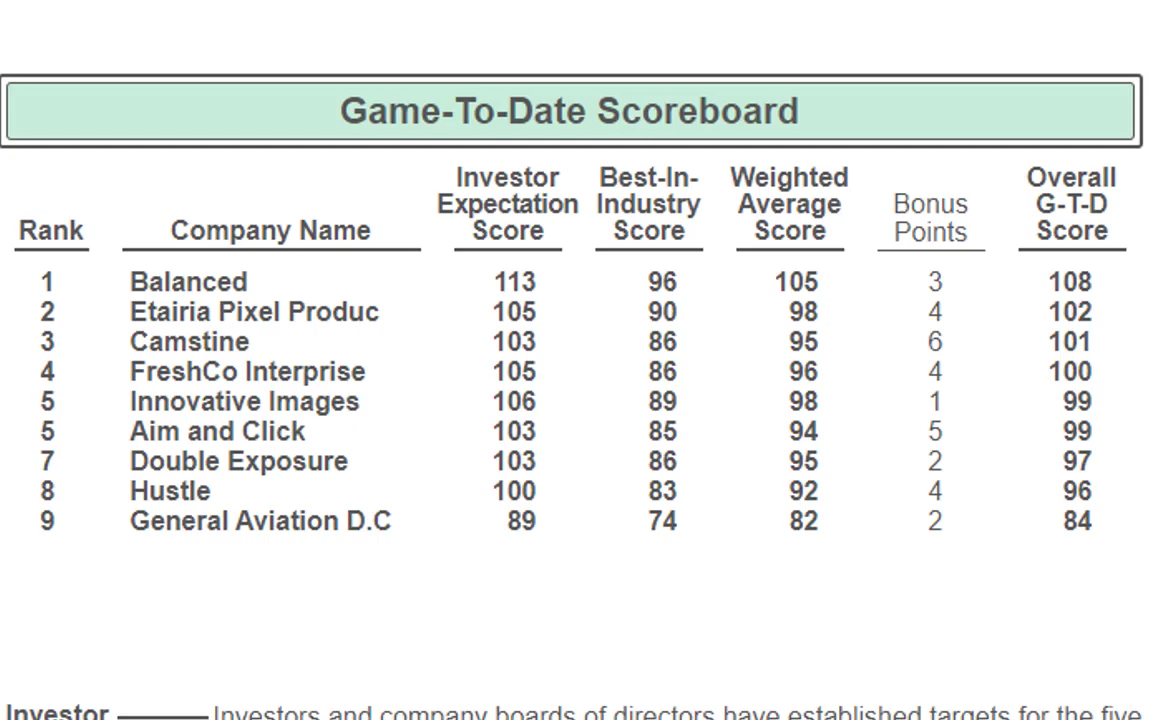 Game-To-Date Scoreboard
Rank Company Name Investor Expectation Score Best-In-Industry Score Weighted Average Score Bonus Points Overall G-T-D Score
1 Balanced 113 96 105 3 108
2 Etairia Pixel Produc 105 90 98 4 102
3 Camstine 103 86 95 6 101
4 FreshCo Interprise 105 86 96 4 100
5 Innovative Images 106 89 98 1 99
5 Aim and Click 103 85 94 5 99
7 Double Exposure 103 86 95 2 97
8 Hustle 100 83 92 4 96
9 General Aviation D.C 89 74 82 2 84
Investor Investors and company boards of directors have established targets for the five